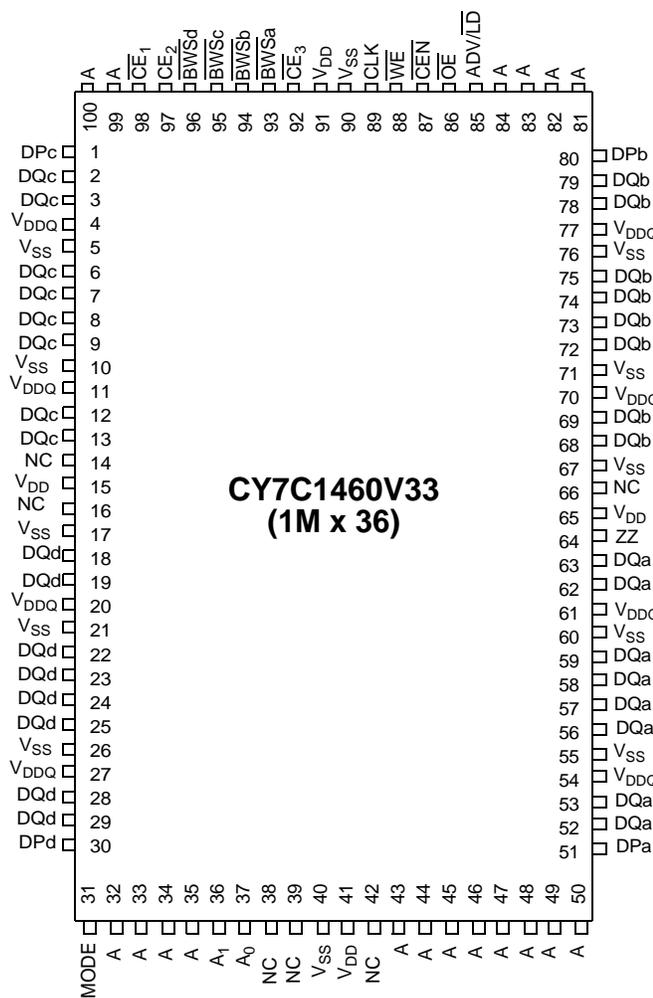 A A CE1 CE2 BWSd BWSc BWSb BWSa CE3 VDD VSS CLK WE CEN OE ADV/LD A A A A
100 99 98 97 96 95 94 93 92 91 90 89 88 87 86 85 84 83 82 81
DPc 1
DQc 2
DQc 3
VDDQ 4
VSS 5
DQc 6
DQc 7
DQc 8
DQc 9
VSS 10
VDDQ 11
DQc 12
DQc 13
NC 14
VDD 15
NC 16
VSS 17
DQd 18
DQd 19
VDDQ 20
VSS 21
DQd 22
DQd 23
DQd 24
DQd 25
VSS 26
VDDQ 27
DQd 28
DQd 29
DPd 30
CY7C1460V33
(1M x 36)
80 DPb
79 DQb
78 DQb
77 VDDQ
76 VSS
75 DQb
74 DQb
73 DQb
72 DQb
71 VSS
70 VDDQ
69 DQb
68 DQb
67 VSS
66 NC
65 VDD
64 ZZ
63 DQa
62 DQa
61 VDDQ
60 VSS
59 DQa
58 DQa
57 DQa
56 DQa
55 VSS
54 VDDQ
53 DQa
52 DQa
51 DPa
31 32 33 34 35 36 37 38 39 40 41 42 43 44 45 46 47 48 49 50
MODE A A A A A1 A0 NC NC VSS VDD NC A A A A A A A A